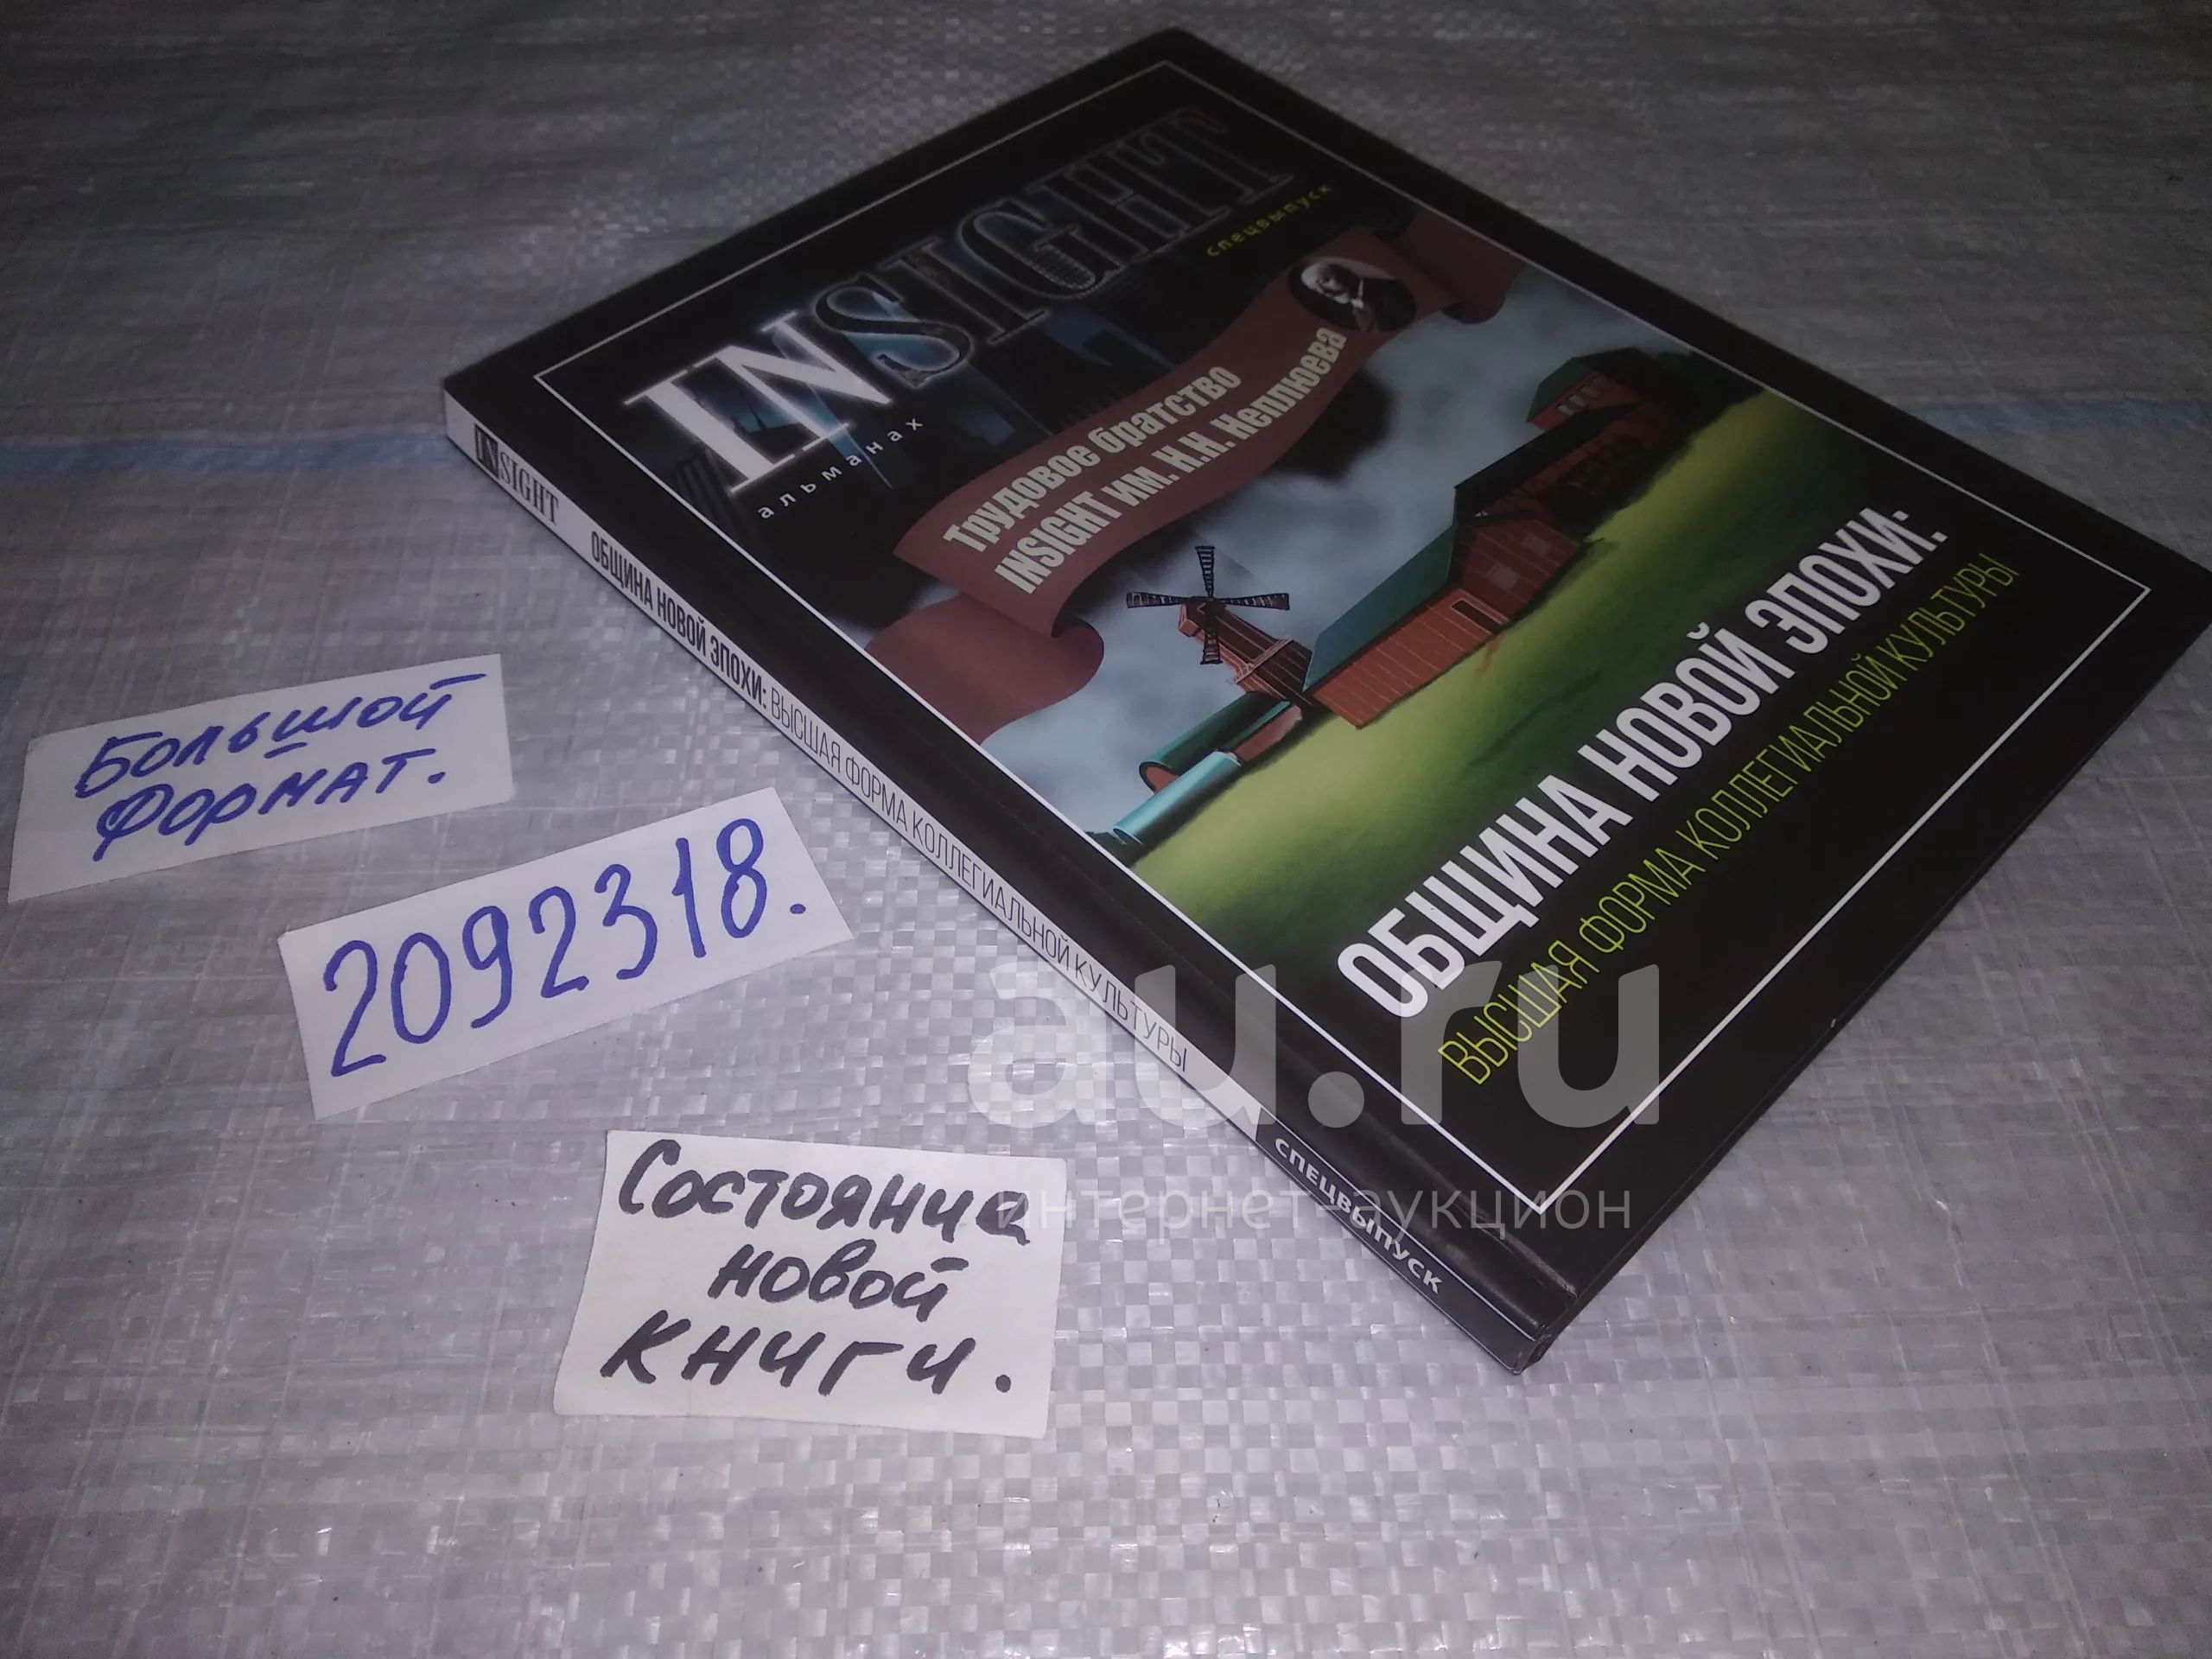 INSIGHT
альманах
спецвыпуск
Трудовое братство
INSIGHT им. Н.Н. Неплюева
ОБЩИНА НОВОЙ ЭПОХИ:
ВЫСШАЯ ФОРМА КОЛЛЕГИАЛЬНОЙ КУЛЬТУРЫ
INSIGHT ОБЩИНА НОВОЙ ЭПОХИ: ВЫСШАЯ ФОРМА КОЛЛЕГИАЛЬНОЙ КУЛЬТУРЫ СПЕЦВЫПУСК
Большой
формат.
2092318.
Состояние
новой
книги.
au.ru
интернет-аукцион